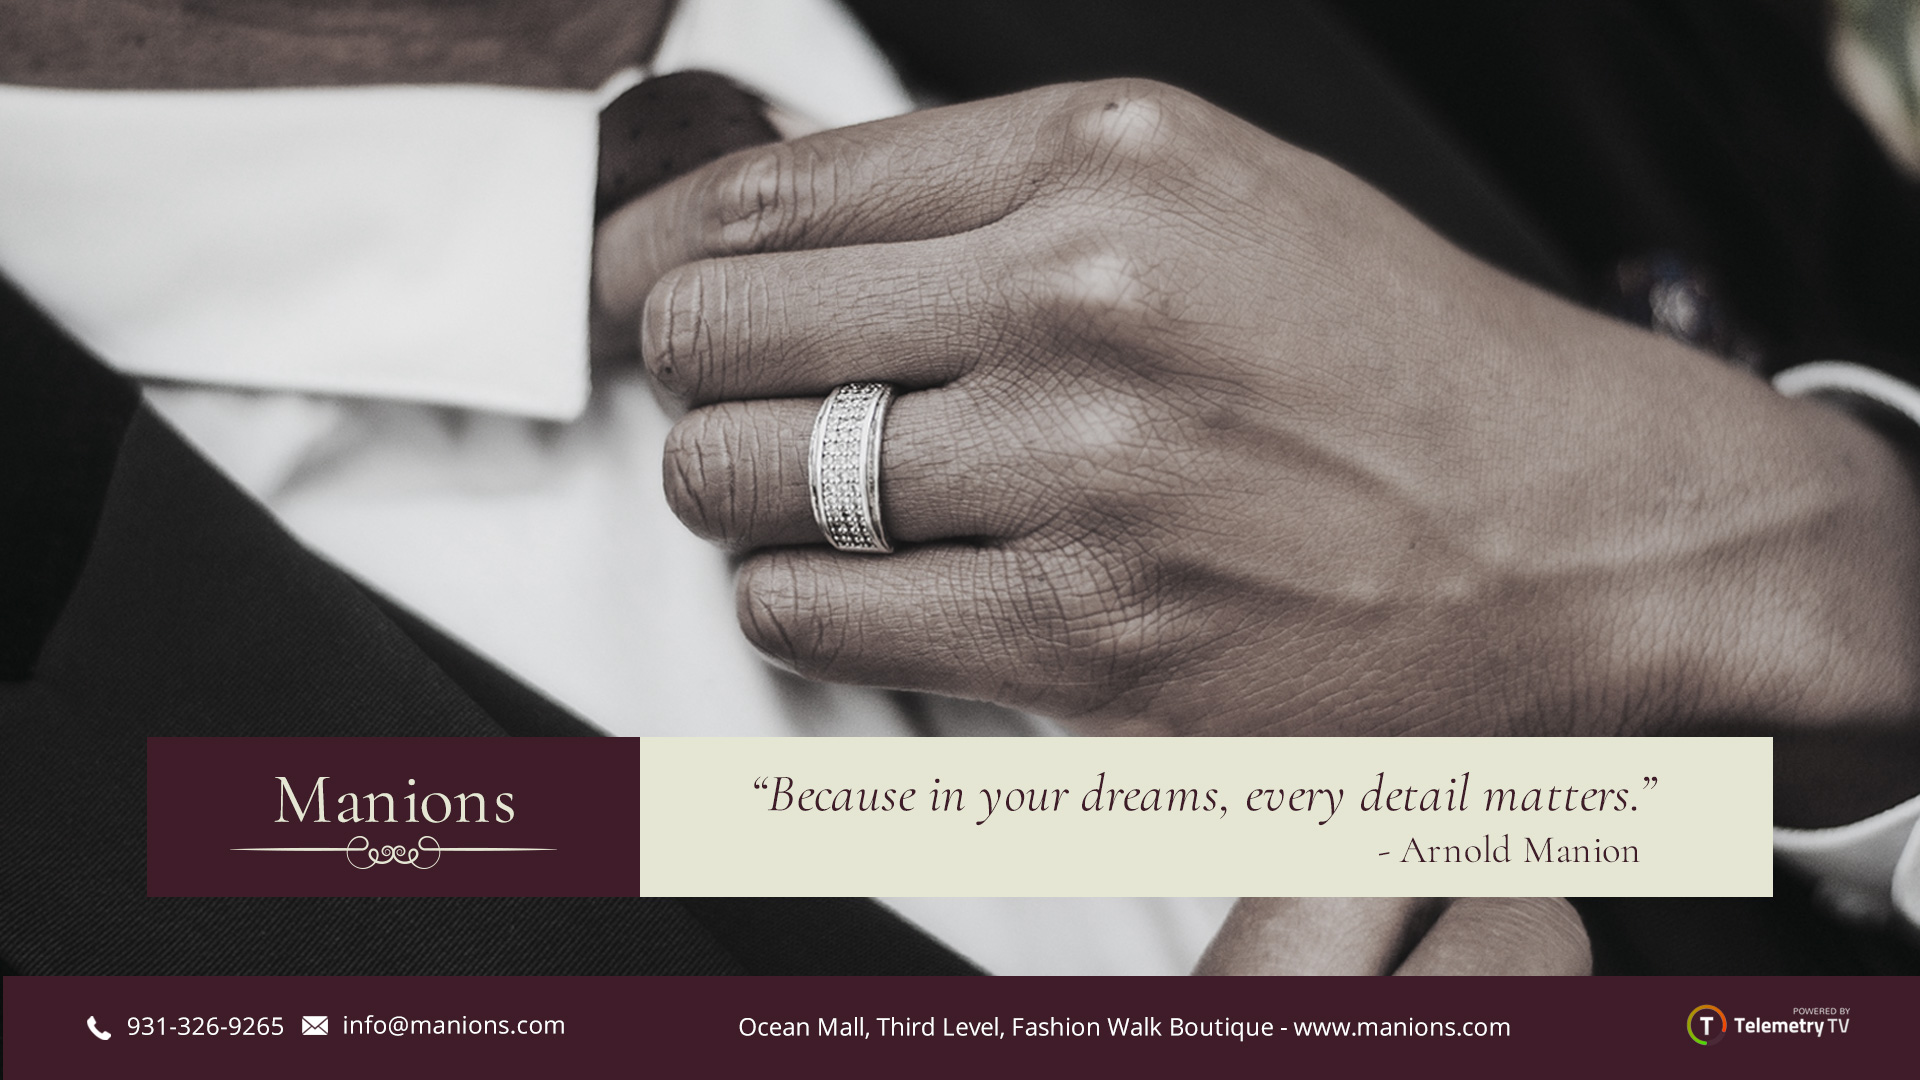 Manions
“Because in your dreams, every detail matters.”
- Arnold Manion
931-326-9265 info@manions.com
Ocean Mall, Third Level, Fashion Walk Boutique - www.manions.com
POWERED BY
Telemetry TV